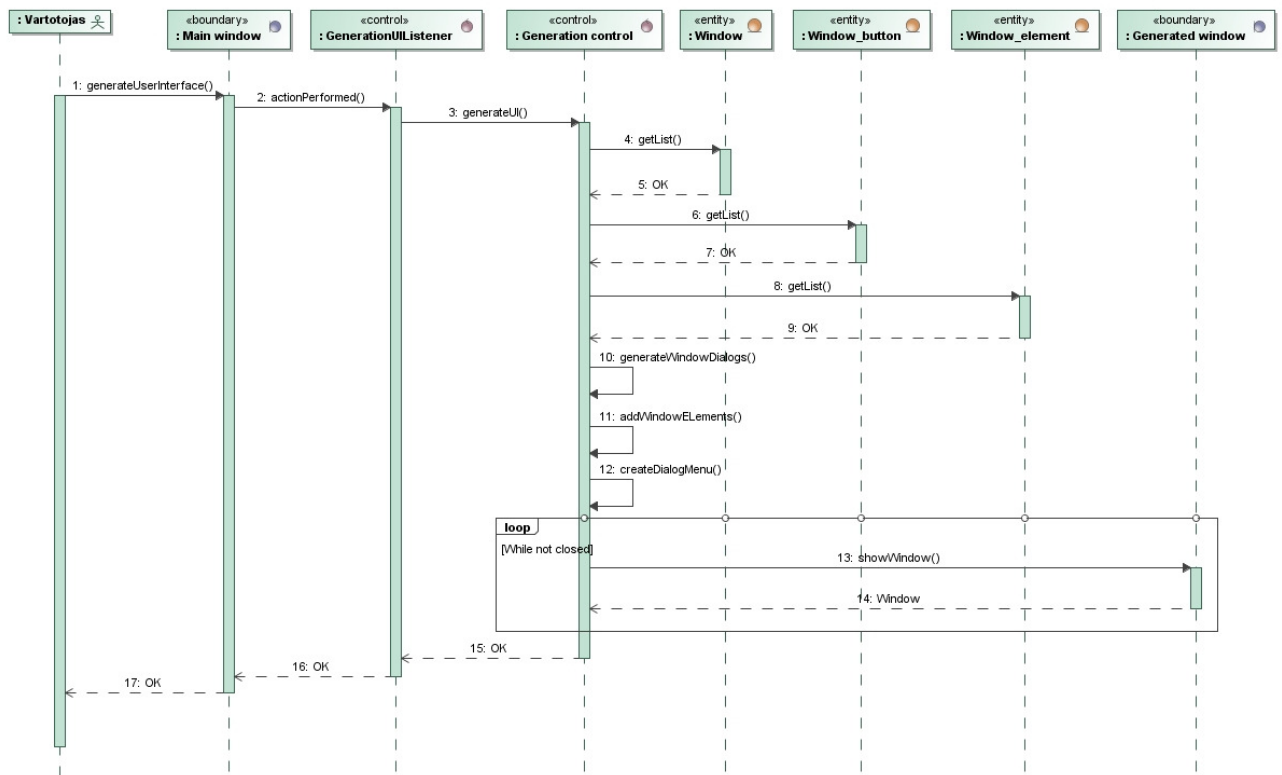 : Vartotojas
«boundary»
: Main window
«control»
: GenerationUIListener
«control»
: Generation control
«entity»
: Window
«entity»
: Window_button
«entity»
: Window_element
«boundary»
: Generated window
1: generateUserInterface()
2: actionPerformed()
3: generateUI()
4: getList()
5: OK
6: getList()
7: OK
8: getList()
9: OK
10: generateWindowDialogs()
11: addWindowELements()
12: createDialogMenu()
loop
[While not closed]
13: showWindow()
14: Window
15: OK
16: OK
17: OK